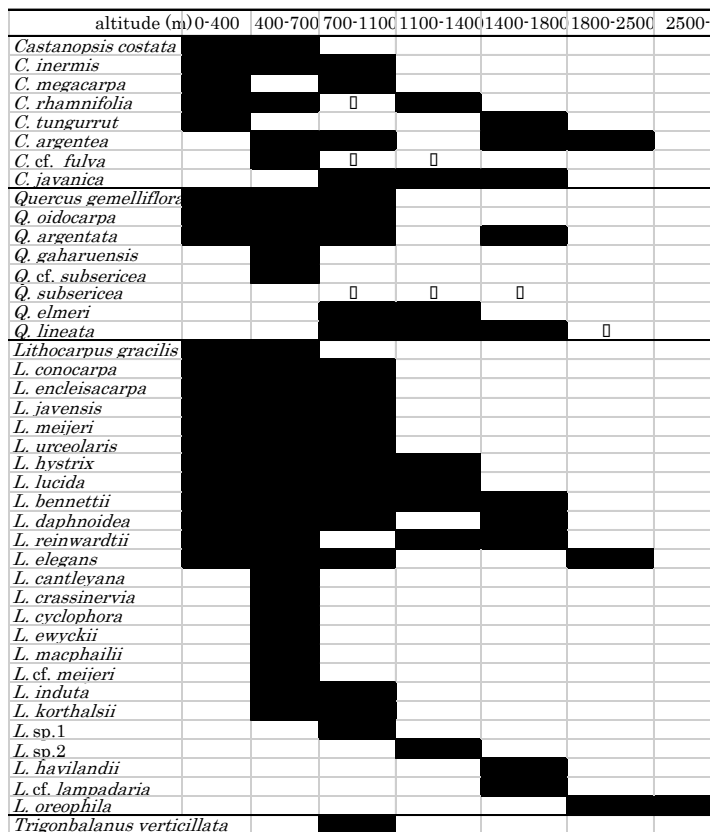 altitude (m) 0-400 400-700 700-1100 1100-1400 1400-1800 1800-2500 2500-
Castanopsis costata
C. inermis
C. megacarpa
C. rhamnifolia
C. tungurrut
C. argentea
C. cf. fulva
C. javanica
Quercus gemelliflora
Q. oidocarpa
Q. argentata
Q. gaharuensis
Q. cf. subsericea
Q. subsericea
Q. elmeri
Q. lineata
Lithocarpus gracilis
L. conocarpa
L. encleisacarpa
L. javensis
L. meijeri
L. urceolaris
L. hystrix
L. lucida
L. bennettii
L. daphnoidea
L. reinwardtii
L. elegans
L. cantleyana
L. crassinervia
L. cyclophora
L. ewyckii
L. macphailii
L. cf. meijeri
L. induta
L. korthalsii
L. sp.1
L. sp.2
L. havilandii
L. cf. lampadaria
L. oreophila
Trigonbalanus verticillata